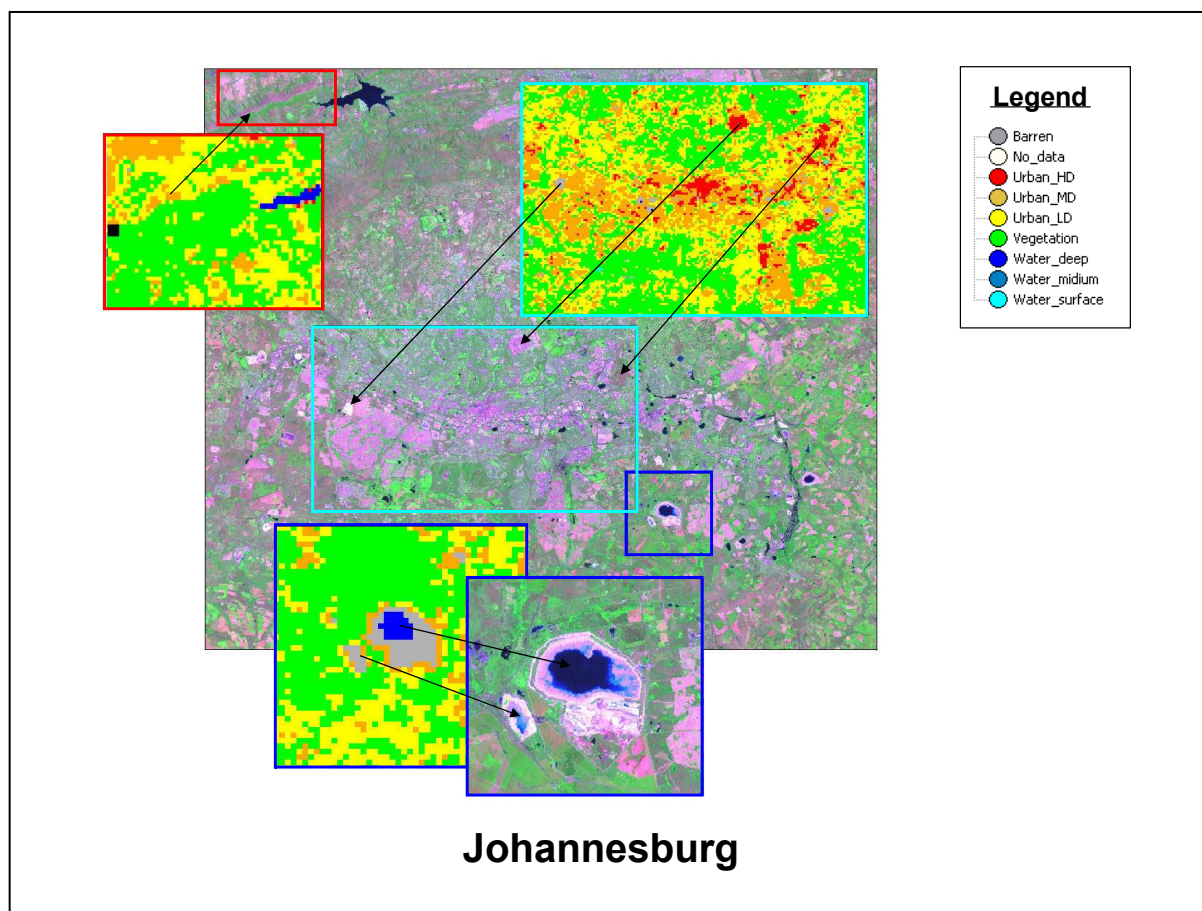 Legend
Barren
No_data
Urban_HD
Urban_MD
Urban_LD
Vegetation
Water_deep
Water_midium
Water_surface
Johannesburg